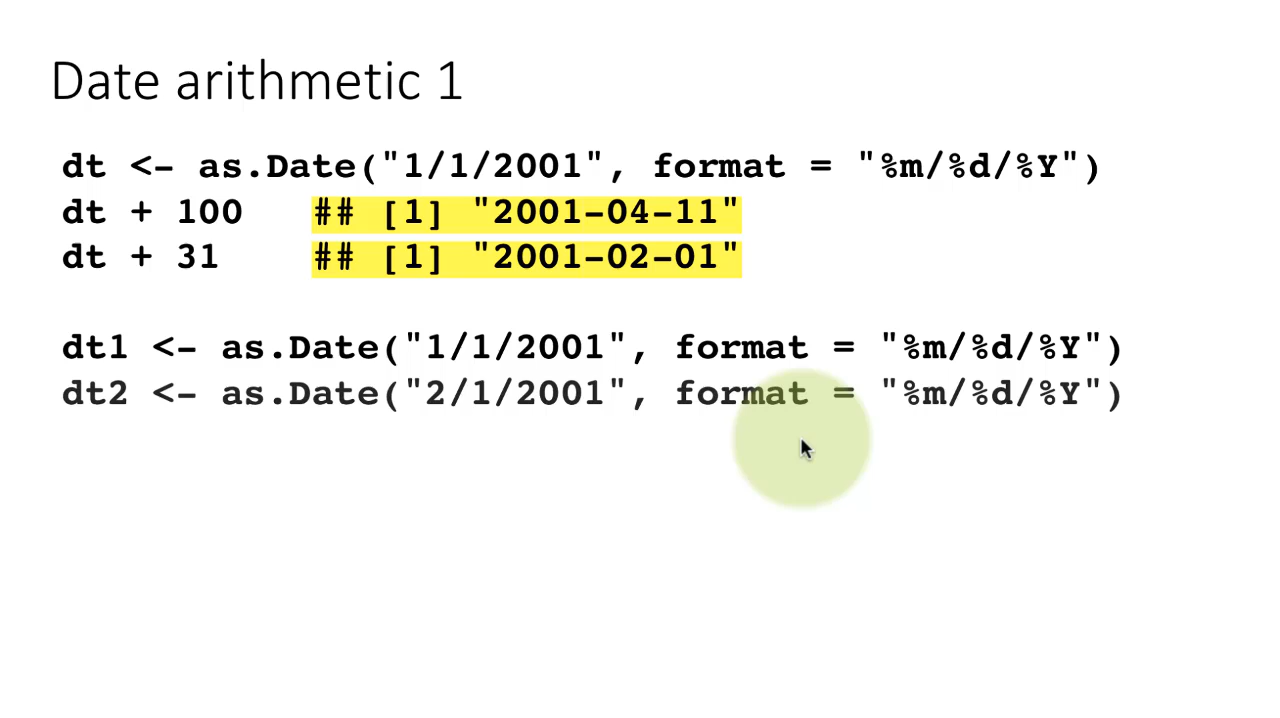 Date arithmetic 1
dt <- as.Date("1/1/2001", format = "%m/%d/%Y")
dt + 100   ## [1] "2001-04-11"
dt + 31    ## [1] "2001-02-01"
dt1 <- as.Date("1/1/2001", format = "%m/%d/%Y")
dt2 <- as.Date("2/1/2001", format = "%m/%d/%Y")